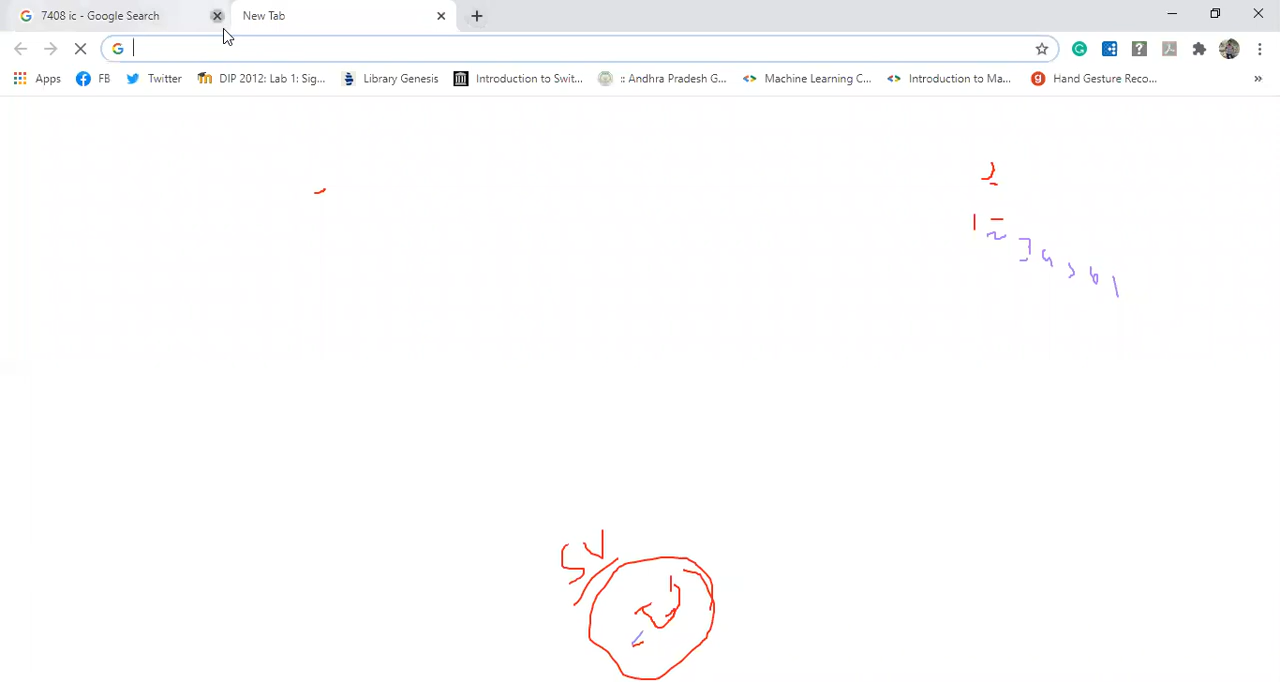 7408 ic - Google Search
New Tab
Apps FB Twitter DIP 2012: Lab 1: Sig... Library Genesis Introduction to Swit... :: Andhra Pradesh G... Machine Learning C... Introduction to Ma... Hand Gesture Reco... »
5V